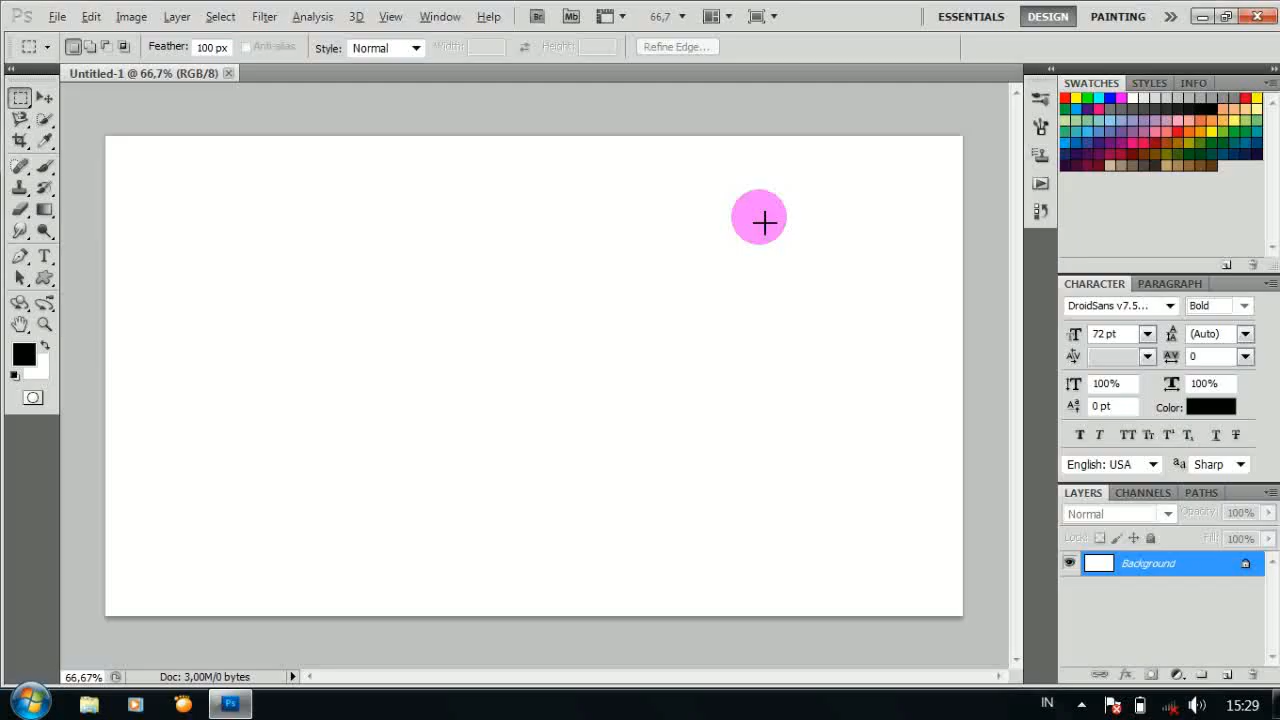 Ps File Edit Image Layer Select Filter Analysis 3D View Window Help Br Mb 66,7 ESSENTIALS DESIGN PAINTING
Feather: 100 px Anti-alias Style: Normal Width: Height: Refine Edge...
Untitled-1 @ 66,7% (RGB/8)
SWATCHES STYLES INFO
CHARACTER PARAGRAPH
DroidSans v7.5... Bold
72 pt (Auto)
0
100% 100%
0 pt Color:
T T TT Tт T¹ T₁ T T
English: USA aa Sharp
LAYERS CHANNELS PATHS
Normal Opacity: 100%
Lock: Fill: 100%
Background
66,67% Doc: 3,00M/0 bytes
Ps IN 15:29